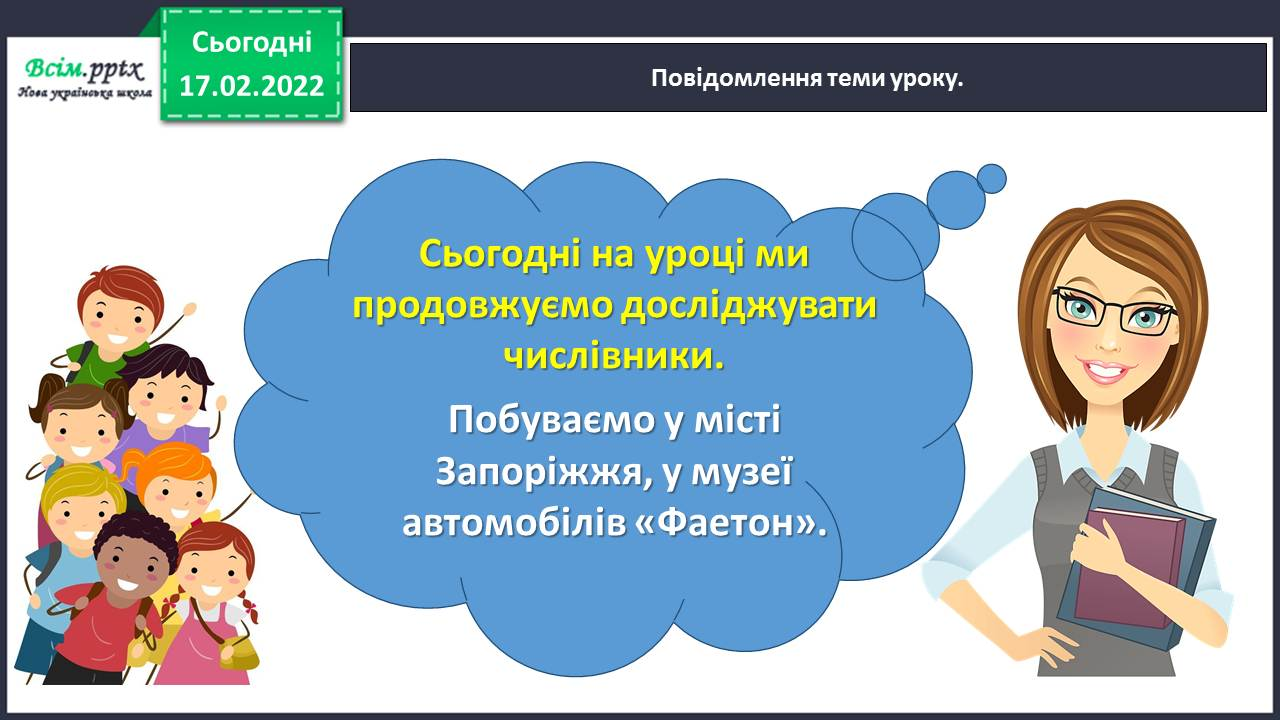 Всім.pptx
Нова українська школа
Сьогодні
17.02.2022
Повідомлення теми уроку.
Сьогодні на уроці ми
продовжуємо досліджувати
числівники.
Побуваємо у місті
Запоріжжя, у музеї
автомобілів «Фаетон».